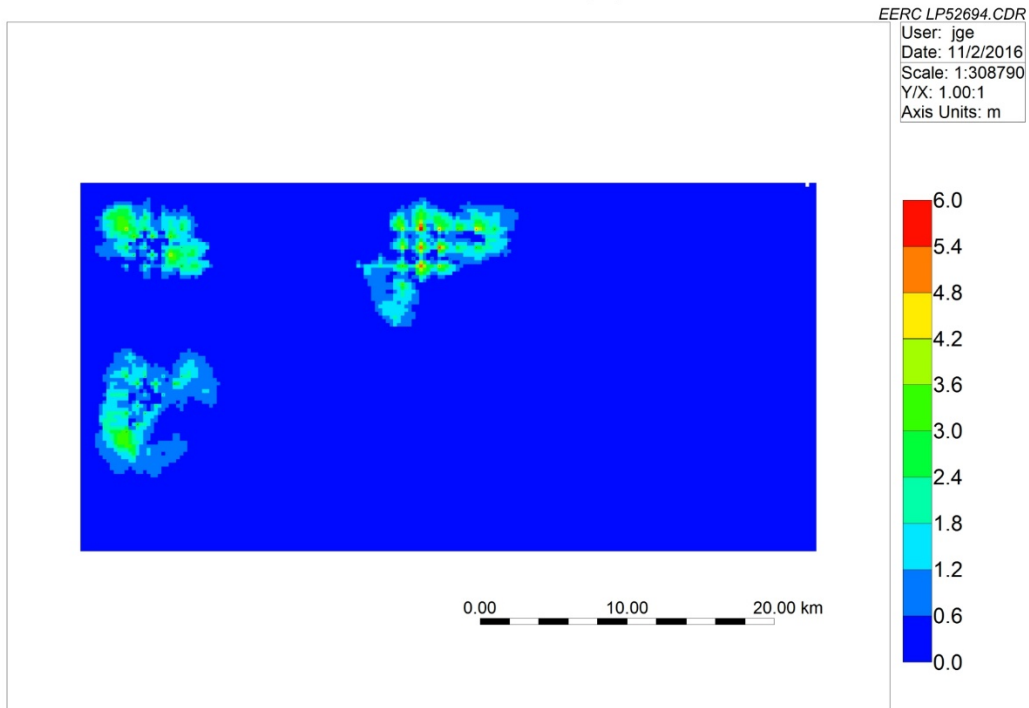 EERC LP52694.CDR
User: jge
Date: 11/2/2016
Scale: 1:308790
Y/X: 1.00:1
Axis Units: m
6.0
5.4
4.8
4.2
3.6
3.0
2.4
1.8
1.2
0.6
0.0
0.00 10.00 20.00 km